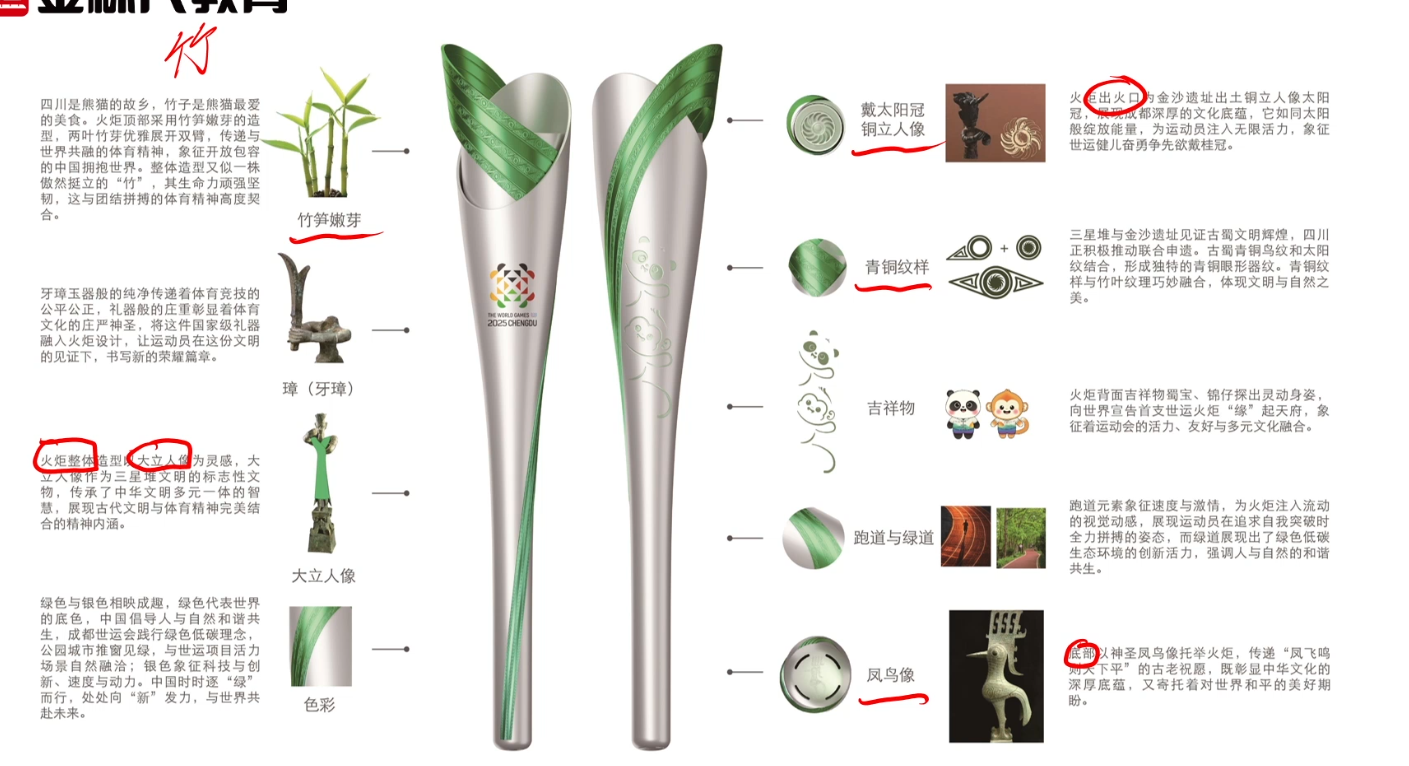 竹
四川是熊猫的故乡，竹子是熊猫最爱
的美食。火炬顶部采用竹笋嫩芽的造
型，两叶竹芽优雅展开双臂，传递与
世界共融的体育精神，象征开放包容
的中国拥抱世界。整体造型又似一株
傲然挺立的“竹”，其生命力顽强坚
韧，这与团结拼搏的体育精神高度契
合。
竹笋嫩芽
牙璋玉器般的纯净传递着体育竞技的
公平公正，礼器般的庄重彰显着体育
文化的庄严神圣，将这件国家级礼器
融入火炬设计，让运动员在这份文明
的见证下，书写新的荣耀篇章。
璋（牙璋）
火炬整体造型以大立人像为灵感，大
立人像作为三星堆文明的标志性文
物，传承了中华文明多元一体的智
慧，展现古代文明与体育精神完美结
合的精神内涵。
大立人像
绿色与银色相映成趣，绿色代表世界
的底色，中国倡导人与自然和谐共
生，成都世运会践行绿色低碳理念，
公园城市推窗见绿，与世运项目活力
场景自然融洽；银色象征科技与创
新、速度与动力。中国时时逐“绿”
而行，处处向“新”发力，与世界共
赴未来。
色彩
THE WORLD GAMES
2025 CHENGDU
戴太阳冠
铜立人像
火炬出火口为金沙遗址出土铜立人像太阳
冠，展现成都深厚的文化底蕴，它如同太阳
般绽放能量，为运动员注入无限活力，象征
世运健儿奋勇争先欲戴桂冠。
青铜纹样
+
三星堆与金沙遗址见证古蜀文明辉煌，四川
正积极推动联合申遗。古蜀青铜鸟纹和太阳
纹结合，形成独特的青铜眼形器纹。青铜纹
样与竹叶纹理巧妙融合，体现文明与自然之
美。
吉祥物
火炬背面吉祥物蜀宝、锦仔探出灵动身姿，
向世界宣告首支世运火炬“缘”起天府，象
征着运动会的活力、友好与多元文化融合。
跑道与绿道
跑道元素象征速度与激情，为火炬注入流动
的视觉动感，展现运动员在追求自我突破时
全力拼搏的姿态，而绿道展现出了绿色低碳
生态环境的创新活力，强调人与自然的和谐
共生。
凤鸟像
底部以神圣凤鸟像托举火炬，传递“凤飞鸣
则天下平”的古老祝愿，既彰显中华文化的
深厚底蕴，又寄托着对世界和平的美好期
盼。